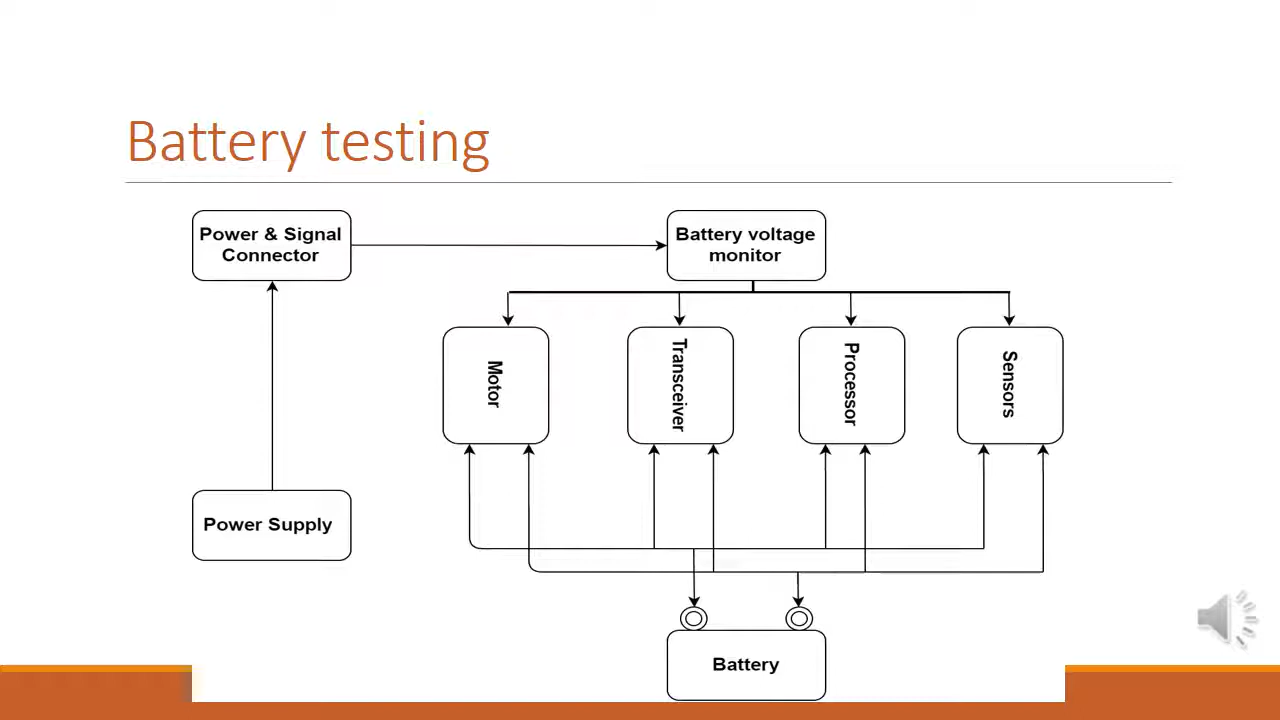 Battery testing
Power & Signal
Connector
Battery voltage
monitor
Motor
Transceiver
Processor
Sensors
Power Supply
Battery